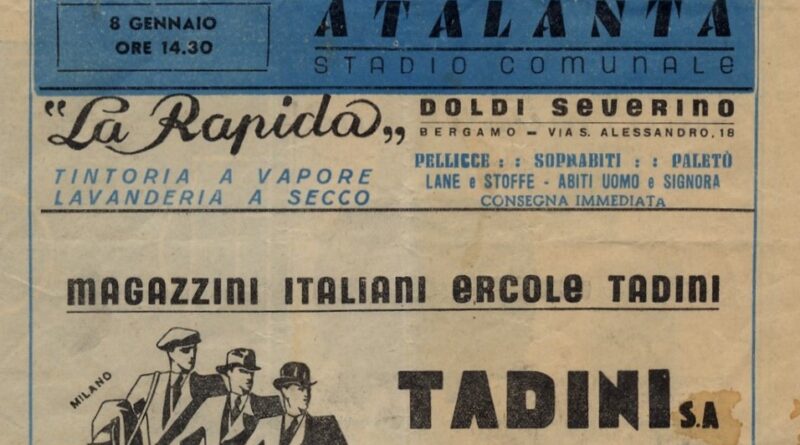 8 GENNAIO
ORE 14.30
ATALANTA
STADIO COMUNALE
"La Rapida„
DOLDI SEVERINO
BERGAMO - VIA S. ALESSANDRO, 18
TINTORIA A VAPORE
LAVANDERIA A SECCO
PELLICCE : : SOPRABITI : : PALETÒ
LANE e STOFFE - ABITI UOMO e SIGNORA
CONSEGNA IMMEDIATA
MAGAZZINI ITALIANI ERCOLE TADINI
MILANO
TADINI S.A